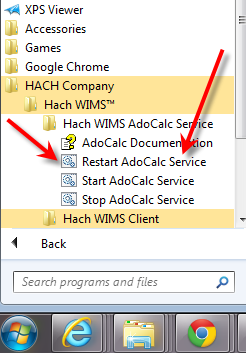 XPS Viewer
Accessories
Games
Google Chrome
HACH Company
Hach WIMS™
Hach WIMS AdoCalc Service
AdoCalc Documentation
Restart AdoCalc Service
Start AdoCalc Service
Stop AdoCalc Service
Hach WIMS Client
Back
Search programs and files